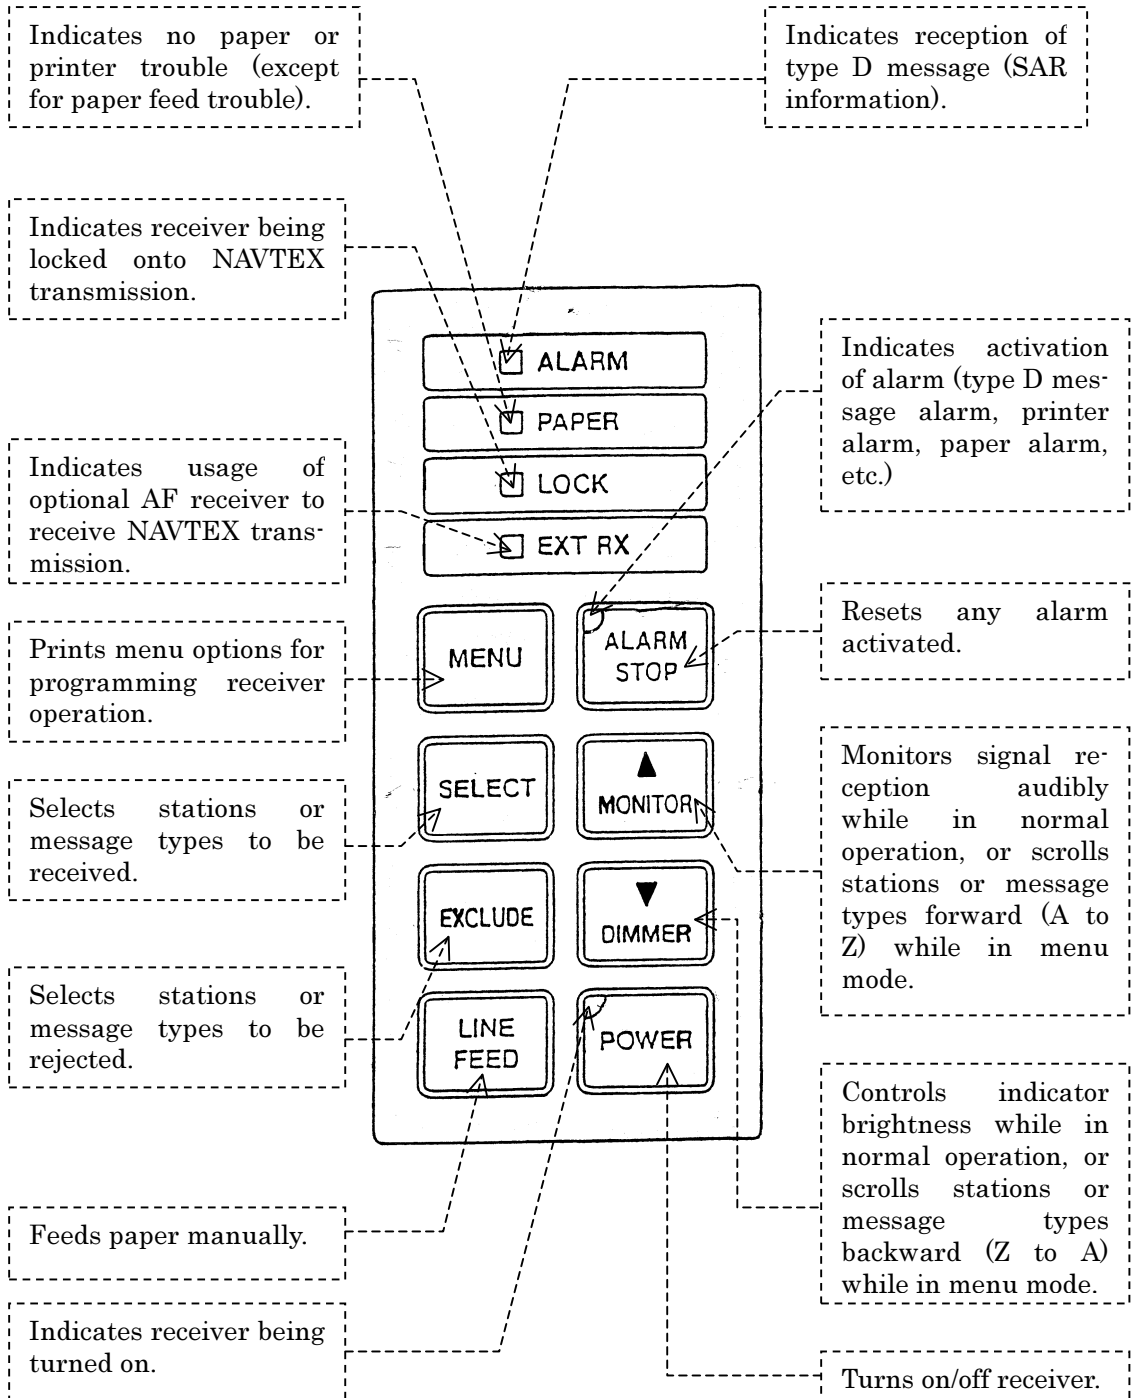 Indicates no paper or
printer trouble (except
for paper feed trouble).
Indicates reception of
type D message (SAR
information).
Indicates receiver being
locked onto NAVTEX
transmission.
Indicates activation
of alarm (type D mes-
sage alarm, printer
alarm, paper alarm,
etc.)
Indicates usage of
optional AF receiver to
receive NAVTEX trans-
mission.
ALARM
PAPER
LOCK
EXT RX
Prints menu options for
programming receiver
operation.
MENU
ALARM
STOP
Resets any alarm
activated.
Selects stations or
message types to be
received.
SELECT
MONITOR
Monitors signal re-
ception audibly
while in normal
operation, or scrolls
stations or message
types forward (A to
Z) while in menu
mode.
EXCLUDE
DIMMER
Selects stations or
message types to be
rejected.
LINE
FEED
POWER
Controls indicator
brightness while in
normal operation, or
scrolls stations or
message types
backward (Z to A)
while in menu mode.
Feeds paper manually.
Indicates receiver being
turned on.
Turns on/off receiver.